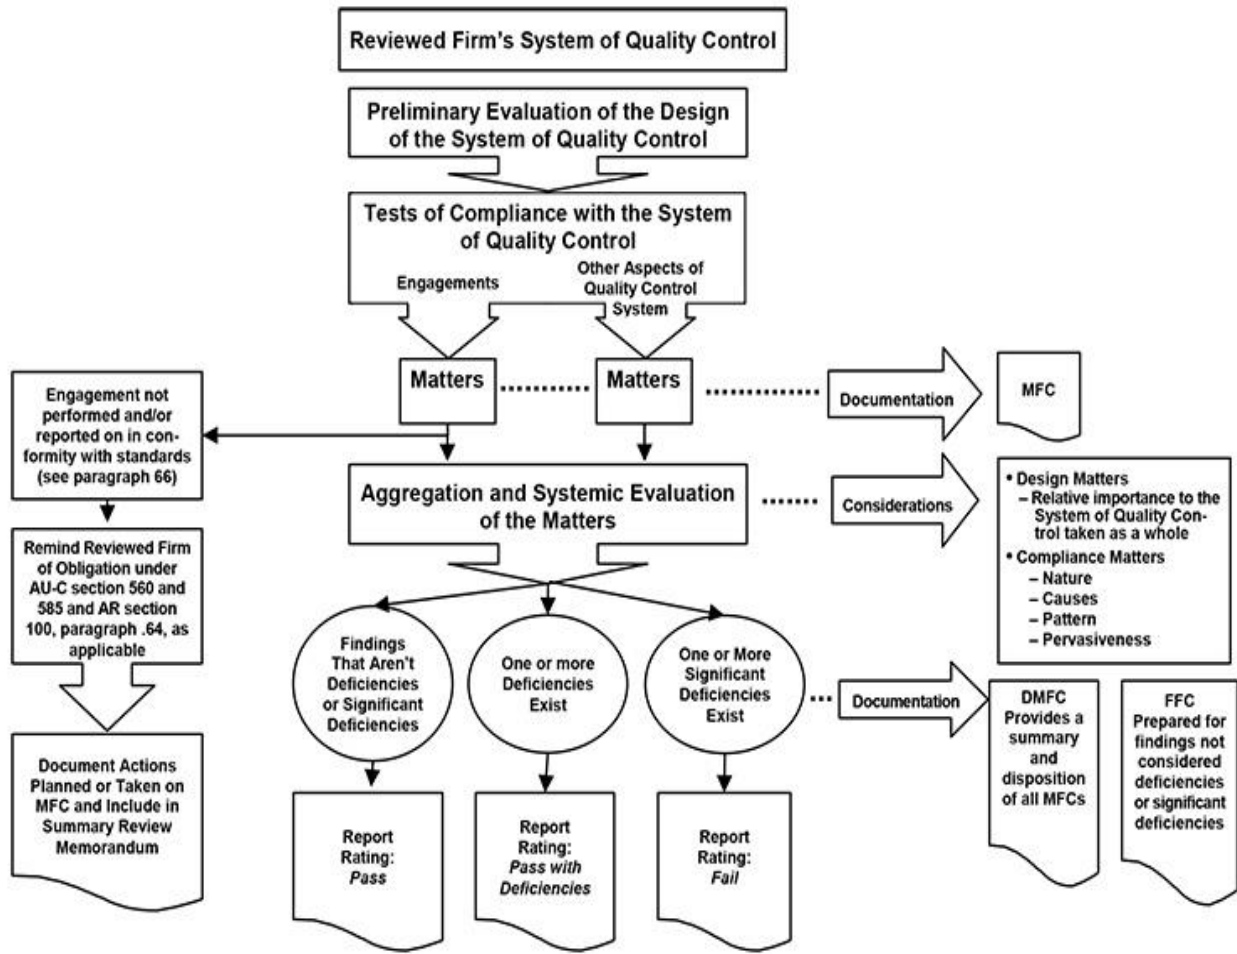 Reviewed Firm's System of Quality Control
Preliminary Evaluation of the Design
of the System of Quality Control
Tests of Compliance with the System
of Quality Control
Engagements
Other Aspects of
Quality Control
System
Matters
Matters
Documentation
MFC
Engagement not
performed and/or
reported on in con-
formity with standards
(see paragraph 66)
Aggregation and Systemic Evaluation
of the Matters
Considerations
• Design Matters
– Relative importance to the
System of Quality Con-
trol taken as a whole
• Compliance Matters
– Nature
– Causes
– Pattern
– Pervasiveness
Remind Reviewed Firm
of Obligation under
AU-C section 560 and
585 and AR section
100, paragraph .64, as
applicable
Findings
That Aren't
Deficiencies
or Significant
Deficiencies
One or more
Deficiencies
Exist
One or More
Significant
Deficiencies
Exist
Documentation
DMFC
Provides a
summary
and
disposition
of all MFCs
FFC
Prepared for
findings not
considered
deficiencies
or significant
deficiencies
Document Actions
Planned or Taken on
MFC and Include in
Summary Review
Memorandum
Report
Rating:
Pass
Report
Rating:
Pass with
Deficiencies
Report
Rating:
Fail